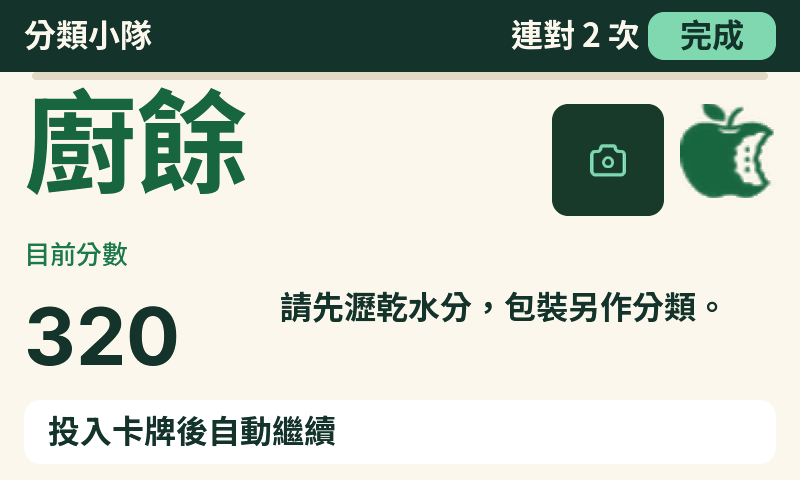 分類小隊
連對 2 次
完成
廚餘
目前分數
320
請先瀝乾水分，包裝另作分類。
投入卡牌後自動繼續